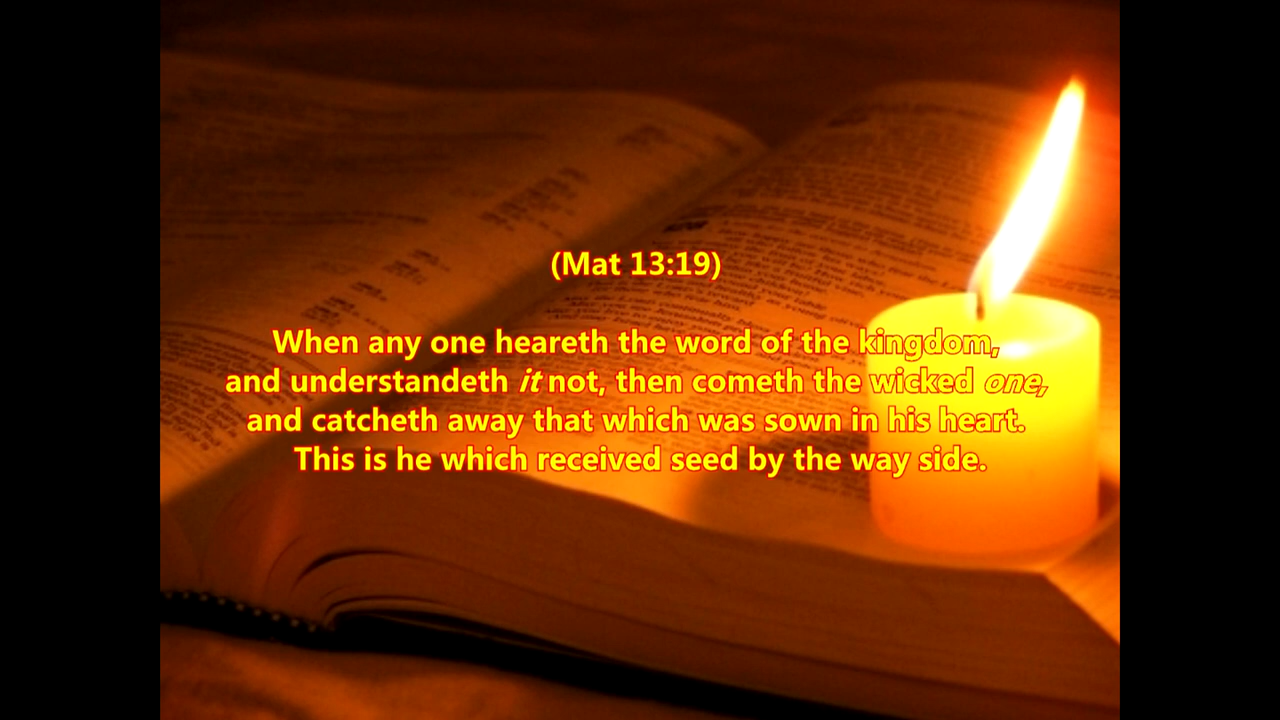 (Mat 13:19)
When any one heareth the word of the kingdom,
and understandeth it not, then cometh the wicked one,
and catcheth away that which was sown in his heart.
This is he which received seed by the way side.